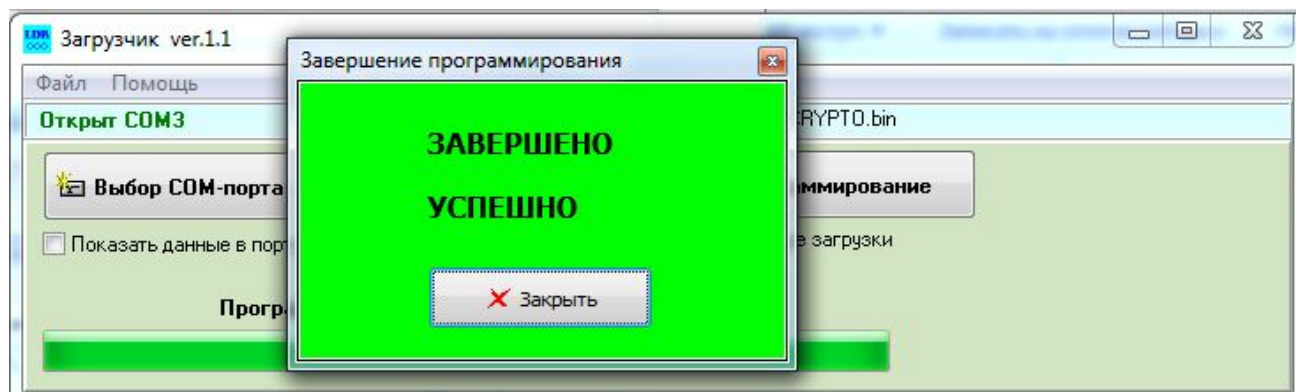 LDR
Загрузчик ver.1.1
Завершение программирования
Файл Помощь
Открыт COM3
RYPTO.bin
ЗАВЕРШЕНО
УСПЕШНО
Выбор COM-порта
ммирование
Показать данные в пор
е загрузки
Закрыть
Прогр